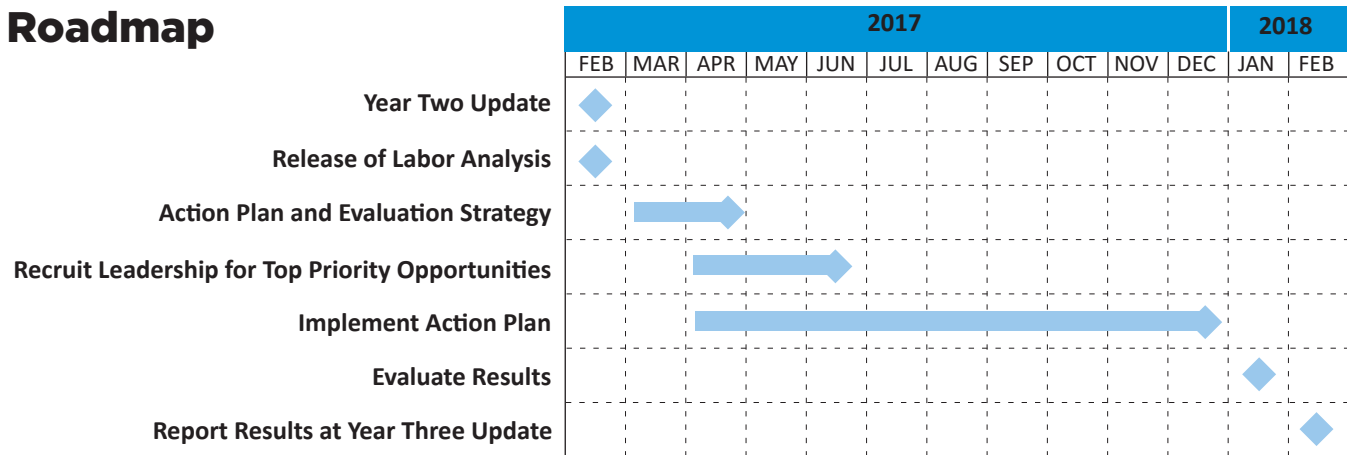 Roadmap
2017 2018
FEB MAR APR MAY JUN JUL AUG SEP OCT NOV DEC JAN FEB
Year Two Update
Release of Labor Analysis
Action Plan and Evaluation Strategy
Recruit Leadership for Top Priority Opportunities
Implement Action Plan
Evaluate Results
Report Results at Year Three Update